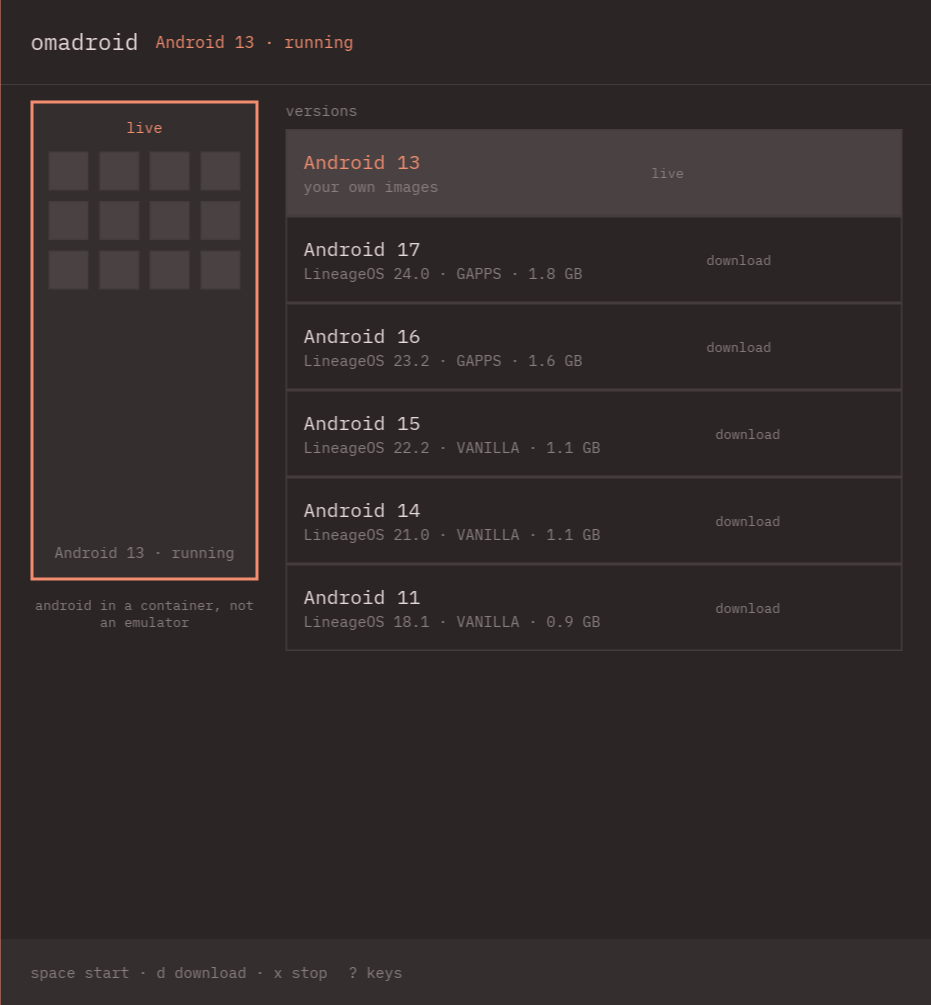 omadroid Android 13 · running
live
Android 13 · running
android in a container, not
an emulator
versions
Android 13
your own images
live
Android 17
LineageOS 24.0 · GAPPS · 1.8 GB
download
Android 16
LineageOS 23.2 · GAPPS · 1.6 GB
download
Android 15
LineageOS 22.2 · VANILLA · 1.1 GB
download
Android 14
LineageOS 21.0 · VANILLA · 1.1 GB
download
Android 11
LineageOS 18.1 · VANILLA · 0.9 GB
download
space start · d download · x stop ? keys